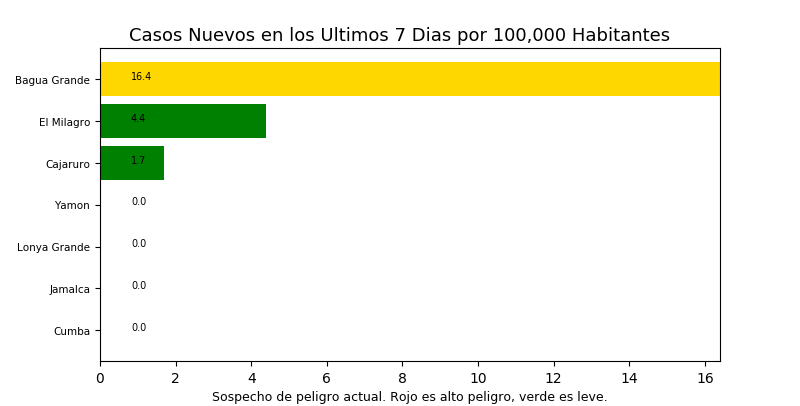 Casos Nuevos en los Ultimos 7 Dias por 100,000 Habitantes
Bagua Grande 16.4
El Milagro 4.4
Cajaruro 1.7
Yamon 0.0
Lonya Grande 0.0
Jamalca 0.0
Cumba 0.0
0 2 4 6 8 10 12 14 16
Sospecho de peligro actual. Rojo es alto peligro, verde es leve.